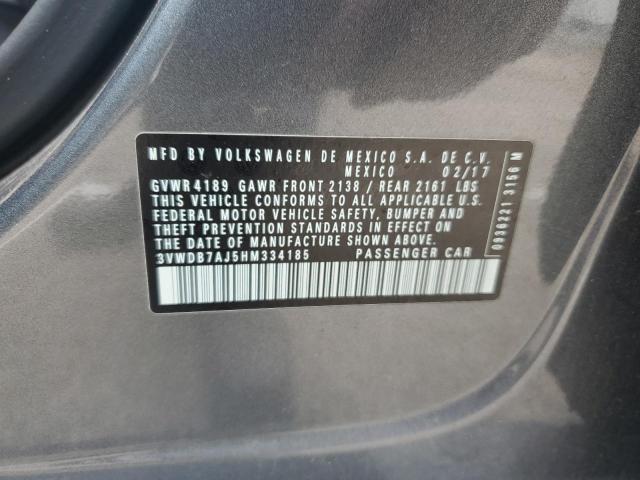 MFD BY VOLKSWAGEN DE MEXICO S.A. DE C.V.
MEXICO 02/17
GVWR 4189 GAWR FRONT 2138 / REAR 2161 LBS
THIS VEHICLE CONFORMS TO ALL APPLICABLE U.S.
FEDERAL MOTOR VEHICLE SAFETY, BUMPER AND
THEFT PREVENTION STANDARDS IN EFFECT ON
THE DATE OF MANUFACTURE SHOWN ABOVE
3VWDB7AJ5HM334185 PASSENGER CAR
0936221 3156 M